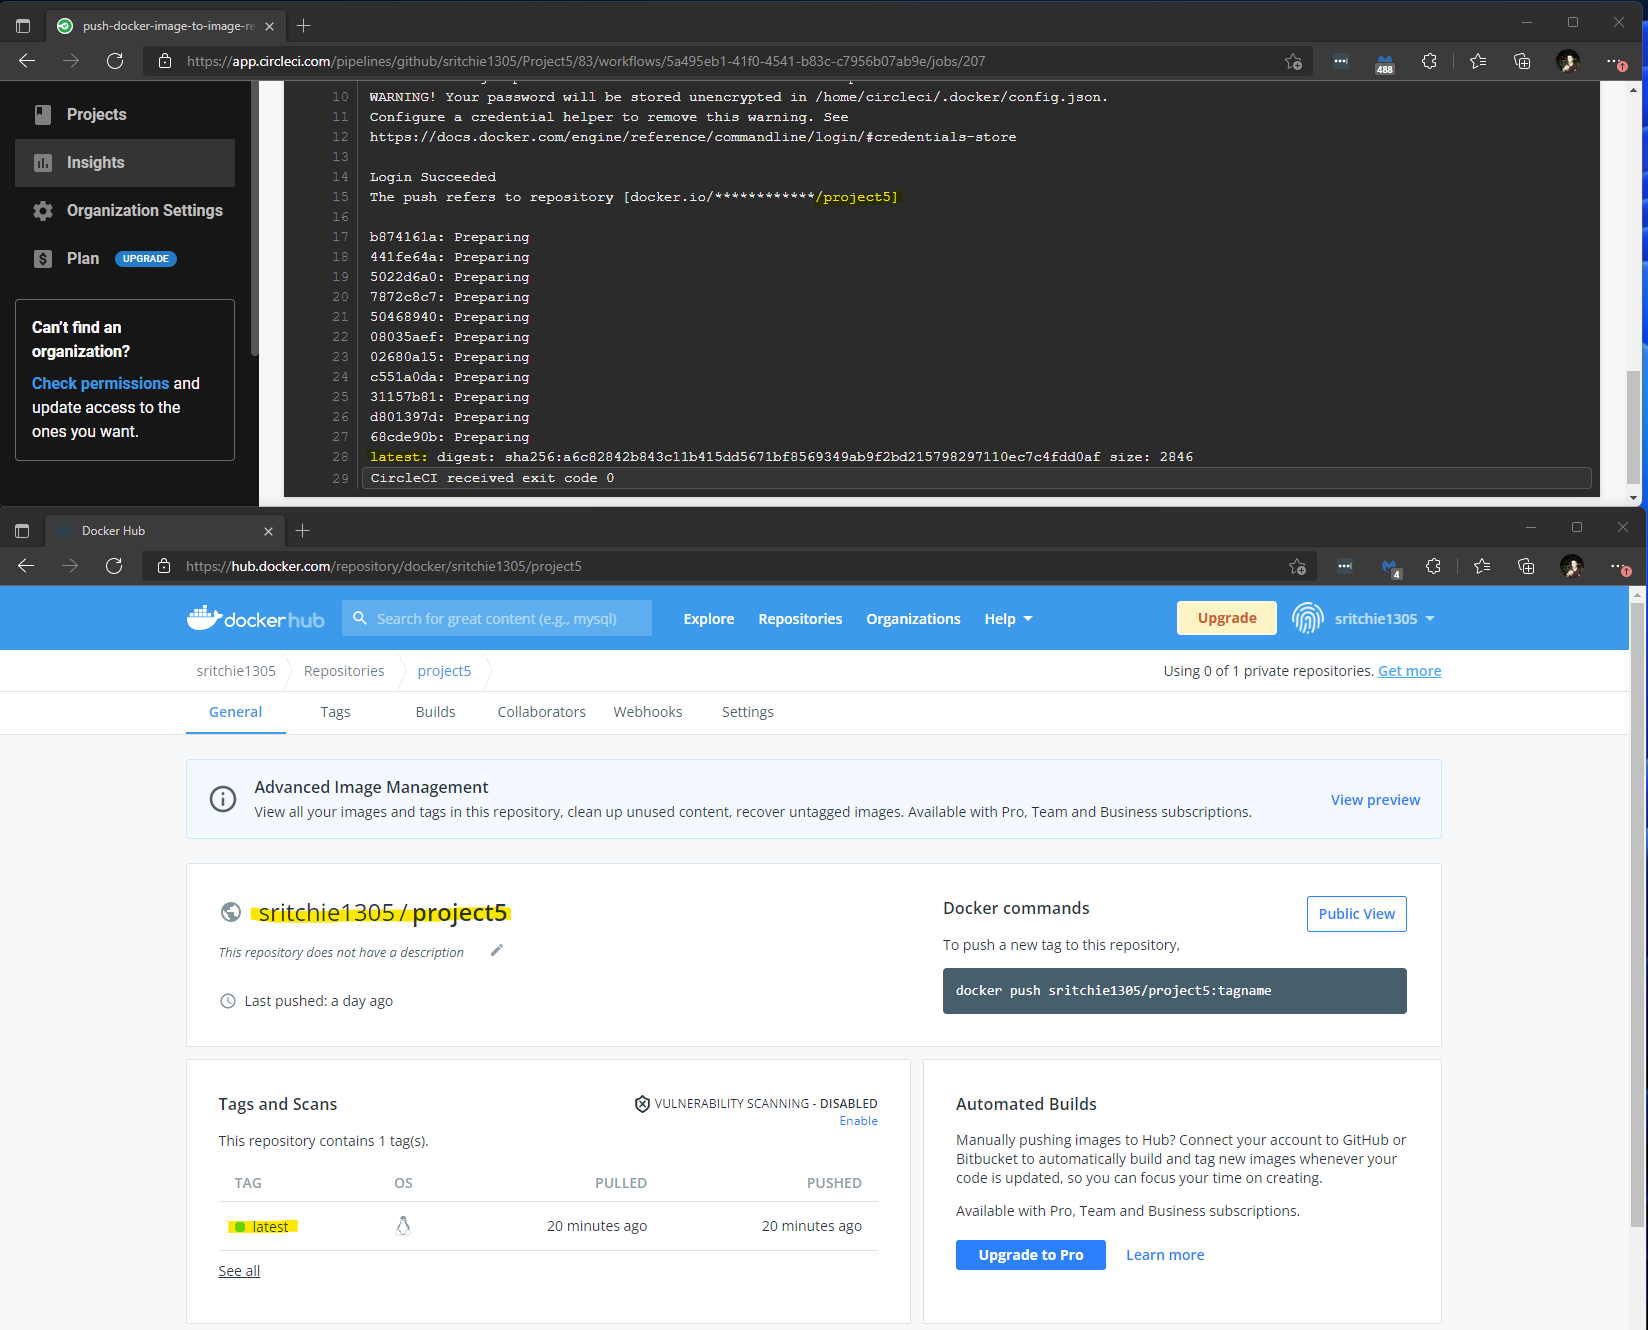 push-docker-image-to-image-re
https://app.circleci.com/pipelines/github/sritchie1305/Project5/83/workflows/5a495eb1-41f0-4541-b83c-c7956b07ab9e/jobs/207
488
Projects
Insights
Organization Settings
Plan UPGRADE
Can't find an
organization?
Check permissions and
update access to the
ones you want.
10 WARNING! Your password will be stored unencrypted in /home/circleci/.docker/config.json.
11 Configure a credential helper to remove this warning. See
12 https://docs.docker.com/engine/reference/commandline/login/#credentials-store
13
14 Login Succeeded
15 The push refers to repository [docker.io/************/project5]
16
17 b874161a: Preparing
18 441fe64a: Preparing
19 5022d6a0: Preparing
20 7872c8c7: Preparing
21 50468940: Preparing
22 08035aef: Preparing
23 02680a15: Preparing
24 c551a0da: Preparing
25 31157b81: Preparing
26 d801397d: Preparing
27 68cde90b: Preparing
28 latest: digest: sha256:a6c82842b843c11b415dd5671bf8569349ab9f2bd215798297110ec7c4fdd0af size: 2846
29 CircleCI received exit code 0
Docker Hub
https://hub.docker.com/repository/docker/sritchie1305/project5
4
docker hub
Search for great content (e.g., mysql)
Explore Repositories Organizations Help
Upgrade
sritchie1305
sritchie1305 Repositories project5
Using 0 of 1 private repositories. Get more
General Tags Builds Collaborators Webhooks Settings
Advanced Image Management
View all your images and tags in this repository, clean up unused content, recover untagged images. Available with Pro, Team and Business subscriptions.
View preview
sritchie1305 / project5
This repository does not have a description
Last pushed: a day ago
Docker commands
Public View
To push a new tag to this repository,
docker push sritchie1305/project5:tagname
Tags and Scans
VULNERABILITY SCANNING - DISABLED
Enable
This repository contains 1 tag(s).
TAG OS PULLED PUSHED
latest 20 minutes ago 20 minutes ago
See all
Automated Builds
Manually pushing images to Hub? Connect your account to GitHub or
Bitbucket to automatically build and tag new images whenever your
code is updated, so you can focus your time on creating.
Available with Pro, Team and Business subscriptions.
Upgrade to Pro Learn more